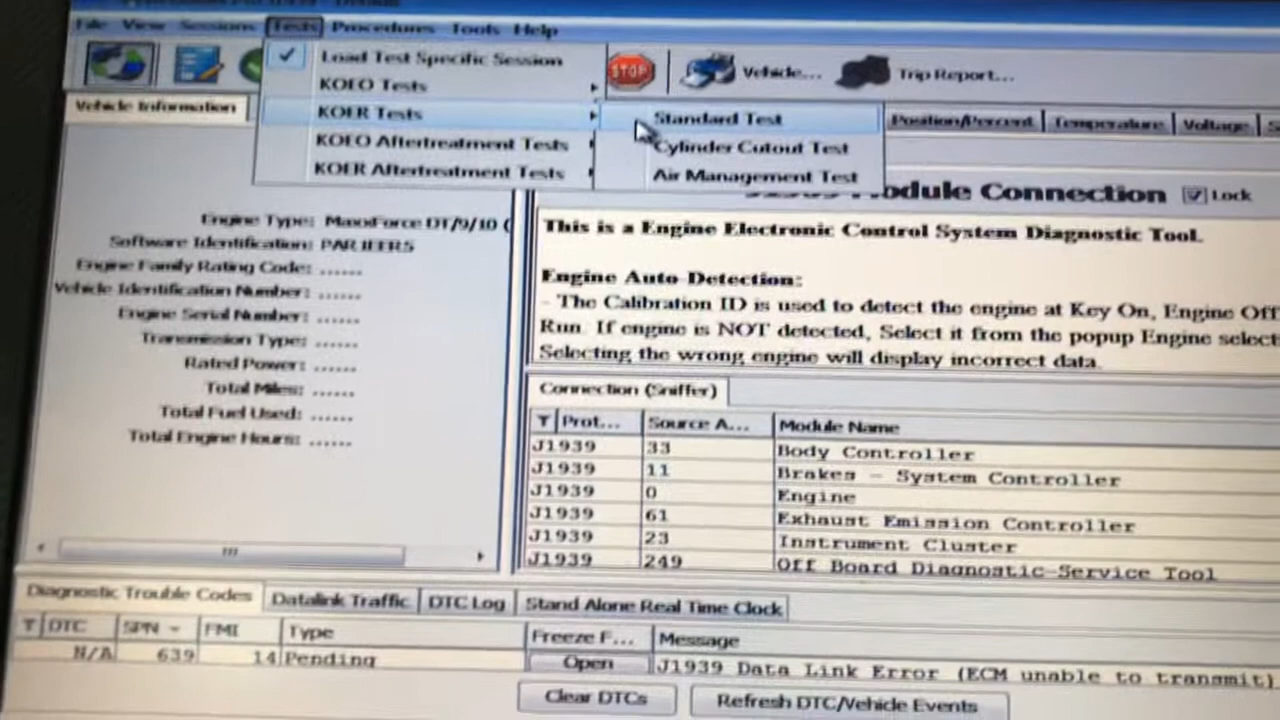 File View Sessions Tests Procedures Tools Help
Load Test Specific Session
KOEO Tests
KOER Tests
KOEO Aftertreatment Tests
KOER Aftertreatment Tests
Standard Test
Cylinder Cutout Test
Air Management Test
STOP
Vehicle...
Trip Report...
Vehicle Information
Position/Percent Temperature Voltage
Module Connection
Lock
Engine Type: MaxxForce DT/9/10 (
Software Identification:
Engine Family Rating Code: ......
Vehicle Identification Number: ......
Engine Serial Number: ......
Transmission Type: ......
Rated Power: ......
Total Miles: ......
Total Fuel Used: ......
Total Engine Hours: ......
This is a Engine Electronic Control System Diagnostic Tool.
Engine Auto Detection:
- The Calibration ID is used to detect the engine at Key On, Engine Off
Run. If engine is NOT detected, Select it from the popup Engine select
Selecting the wrong engine will display incorrect data.
Connection (Sniffer)
T Prot... Source A... Module Name
J1939 33 Body Controller
J1939 11 Brakes - System Controller
J1939 0 Engine
J1939 61 Exhaust Emission Controller
J1939 23 Instrument Cluster
J1939 249 Off Board Diagnostic-Service Tool
Diagnostic Trouble Codes Datalink Traffic DTC Log Stand Alone Real Time Clock
T DTC SPN FMI Type Freeze F... Message
N/A 639 14 Pending Open J1939 Data Link Error (ECM unable to transmit)
Clear DTCs Refresh DTC/Vehicle Events